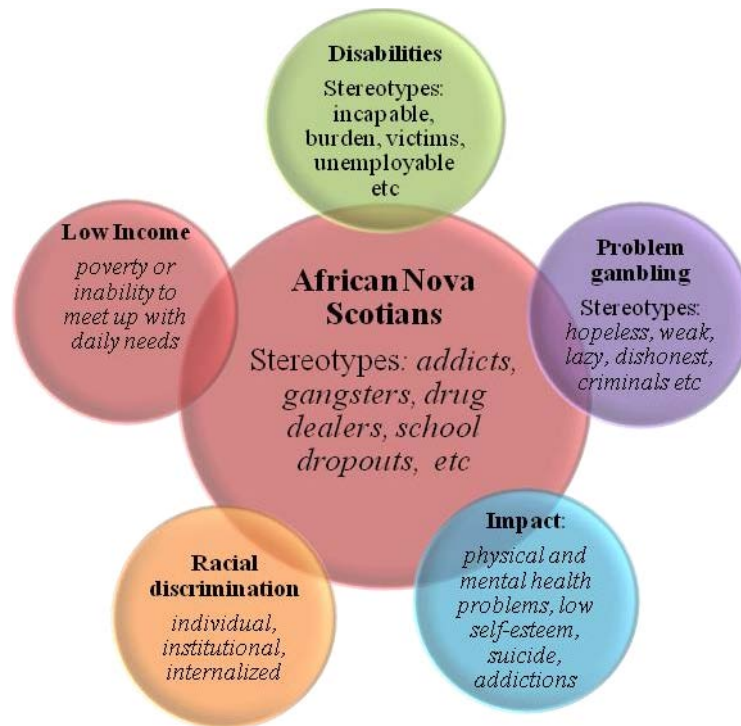 Disabilities
Stereotypes:
incapable,
burden, victims,
unemployable
etc
Low Income
poverty or
inability to
meet up with
daily needs
African Nova
Scotians
Stereotypes: addicts,
gangsters, drug
dealers, school
dropouts, etc
Problem
gambling
Stereotypes:
hopeless, weak,
lazy, dishonest,
criminals etc
Racial
discrimination
individual,
institutional,
internalized
Impact:
physical and
mental health
problems, low
self-esteem,
suicide,
addictions